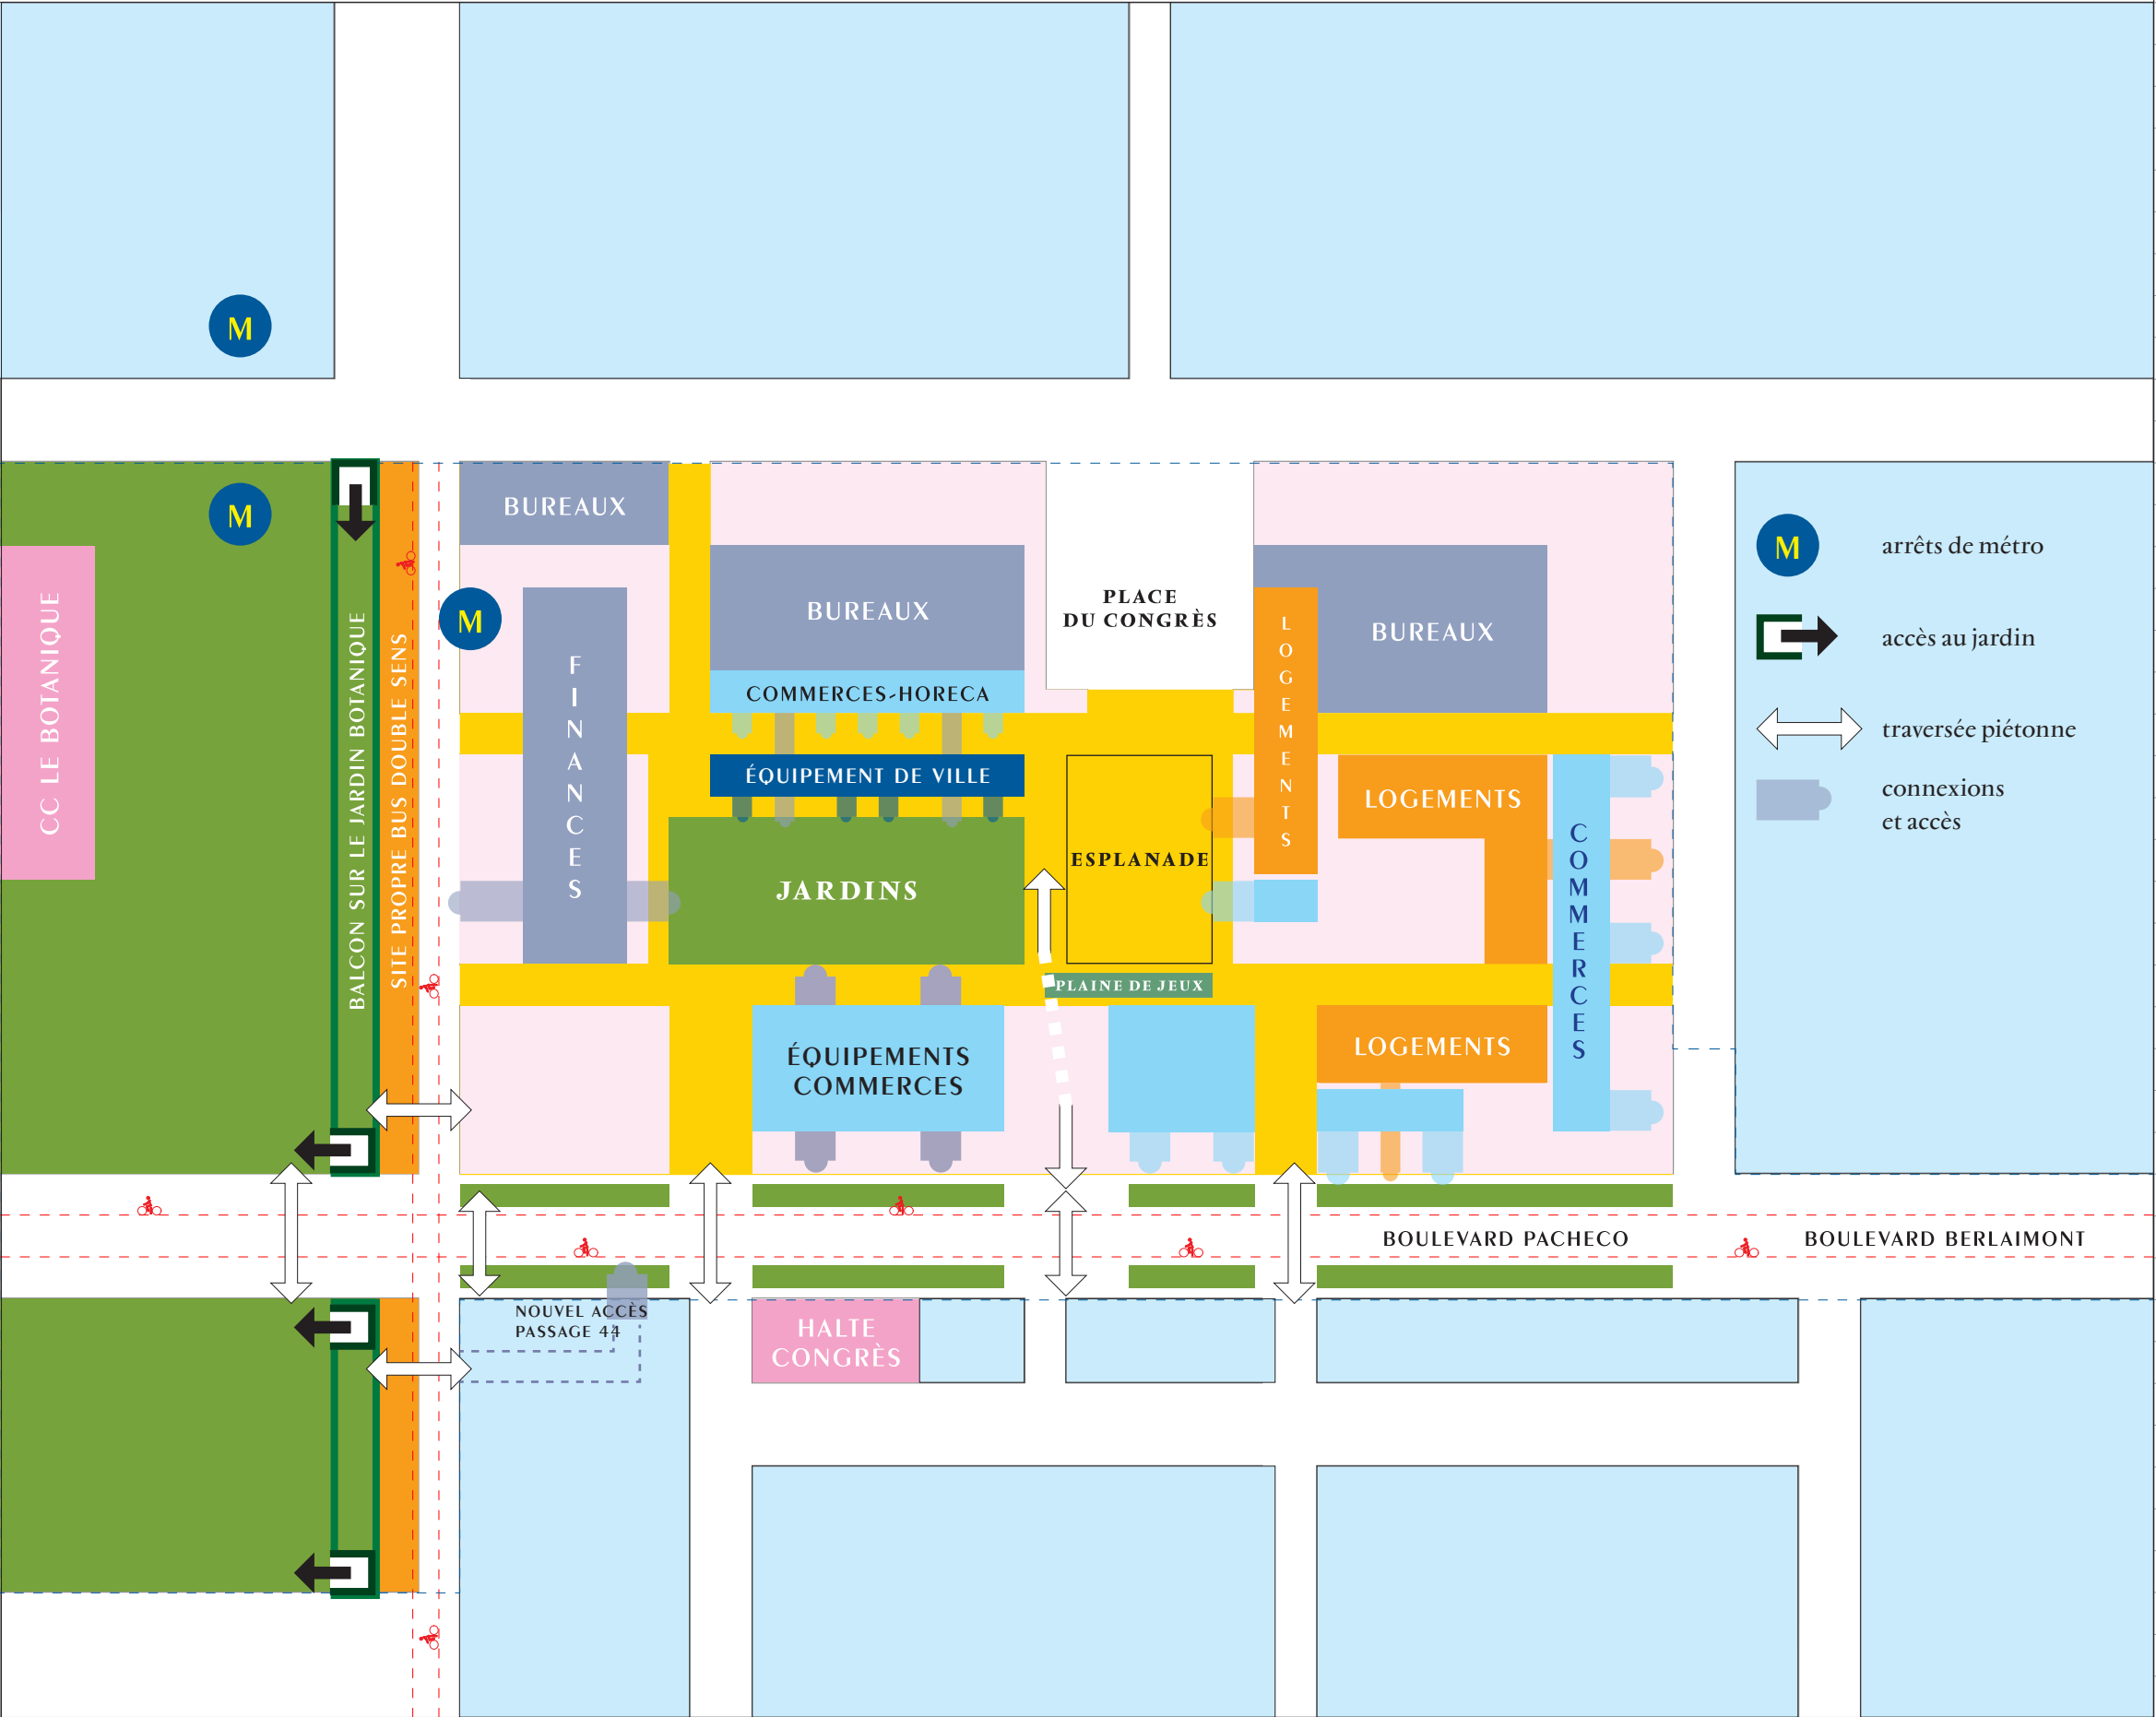 M
M
CC LE BOTANIQUE
BALCON SUR LE JARDIN BOTANIQUE
SITE PROPRE BUS DOUBLE SENS
M
BUREAUX
FINANCES
BUREAUX
COMMERCES-HORECA
ÉQUIPEMENT DE VILLE
JARDINS
PLACE
DU CONGRÈS
ESPLANADE
PLAINE DE JEUX
LOGEMENTS
BUREAUX
LOGEMENTS
COMMERCES
LOGEMENTS
ÉQUIPEMENTS
COMMERCES
M
arrêts de métro
accès au jardin
traversée piétonne
connexions
et accès
BOULEVARD PACHECO
BOULEVARD BERLAIMONT
NOUVEL ACCÈS
PASSAGE 44
HALTE
CONGRÈS